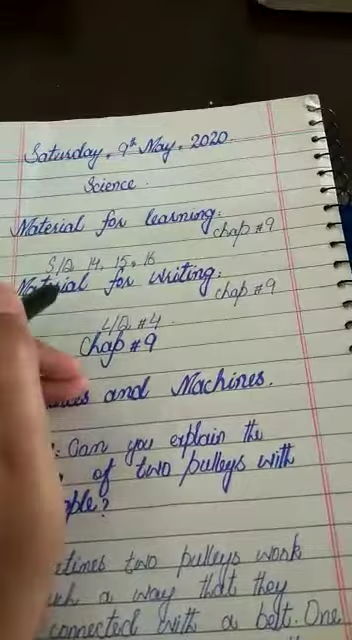 Saturday, 9th May, 2020
Science.
Material for learning:
chap #9
S/Q 14, 15, 16
Material for writing:
chap #9
L/Q #4
Chap #9
and Machines.
Can you explain the
of two pulleys with
two pulleys work
a way that they
connected with a belt. One